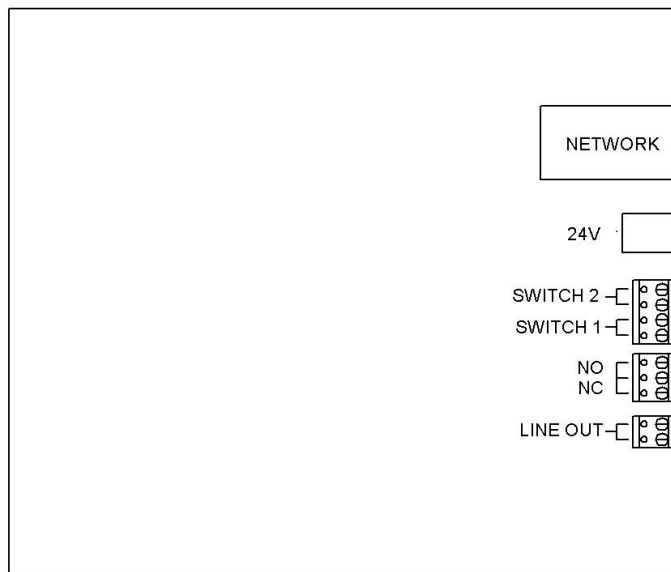 NETWORK
24V
SWITCH 2
SWITCH 1
NO
NC
LINE OUT